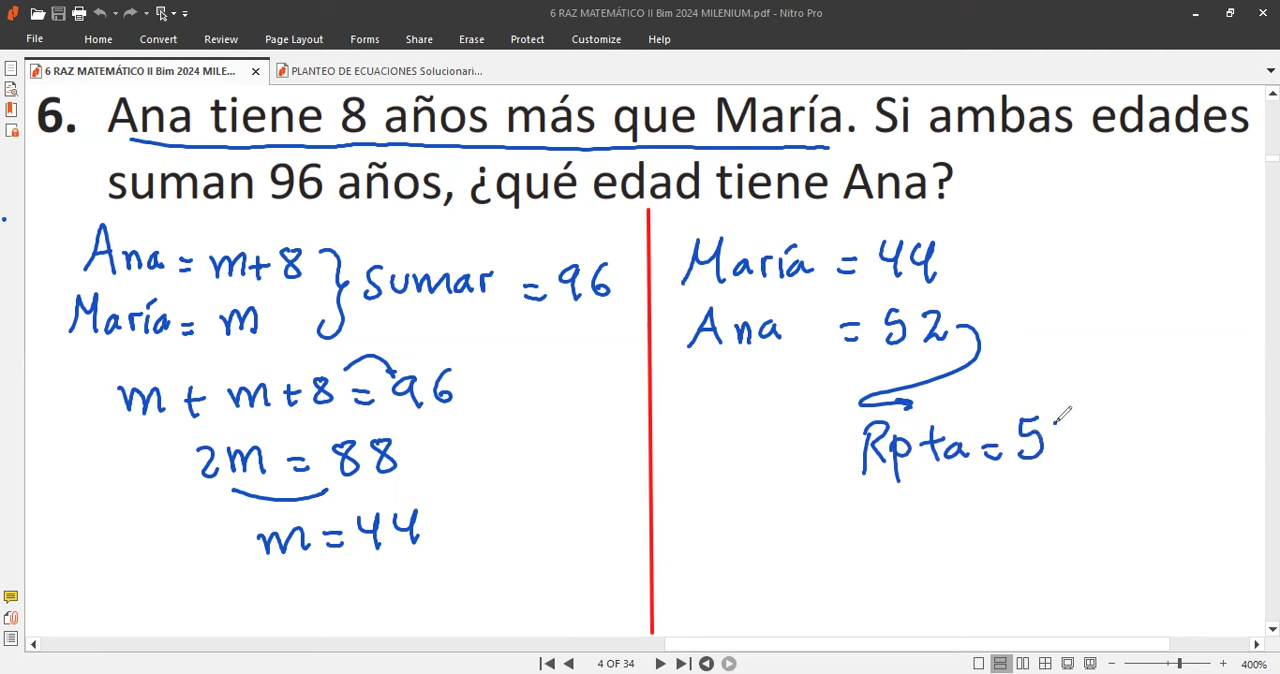 6 RAZ MATEMÁTICO II Bim 2024 MILENIUM.pdf - Nitro Pro
File Home Convert Review Page Layout Forms Share Erase Protect Customize Help
6 RAZ MATEMÁTICO II Bim 2024 MILE... PLANTEO DE ECUACIONES Solucionari...
6. Ana tiene 8 años más que María. Si ambas edades
suman 96 años, ¿qué edad tiene Ana?
Ana = m+8
María = m
} sumar = 96
m + m + 8 = 96
2m = 88
m = 44
María = 44
Ana = 52
Rpta = 5
4 OF 34
400%